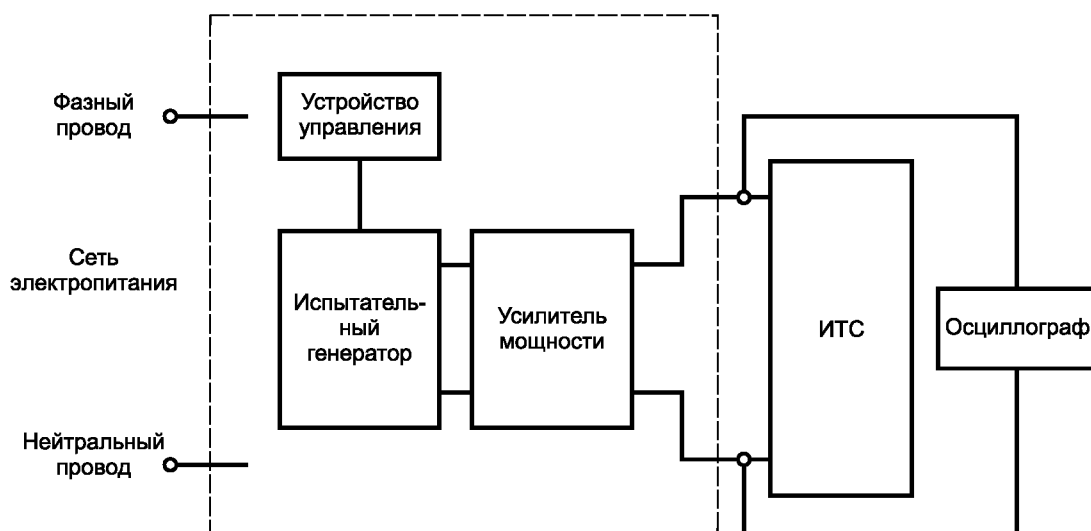 Фазный
провод
Устройство
управления
Сеть
электропитания
Испытатель-
ный
генератор
Усилитель
мощности
ИТС
Осциллограф
Нейтральный
провод